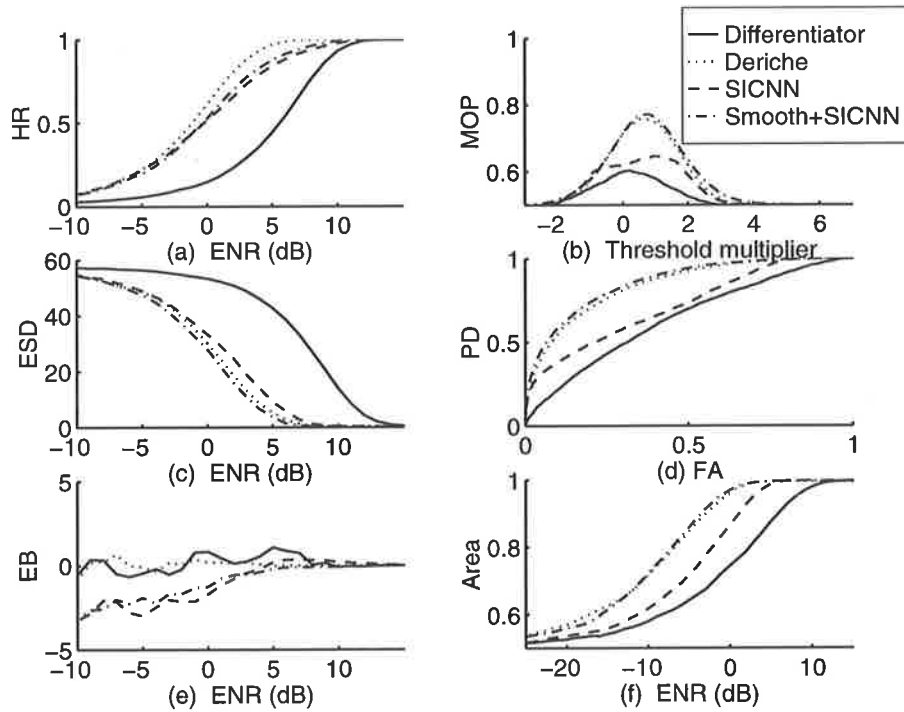 1
HR
0.5
0
−10
−5
0
5
10
(a) ENR (dB)
1
MOP
0.8
0.6
−2
0
2
4
6
(b) Threshold multiplier
Differentiator
Deriche
SICNN
Smooth+SICNN
60
ESD
40
20
0
−10
−5
0
5
10
(c) ENR (dB)
1
PD
0.5
1
0
0.5
1
(d) FA
5
EB
0
−5
−10
−5
0
5
10
(e) ENR (dB)
1
Area
0.8
0.6
−20
−10
0
10
(f) ENR (dB)